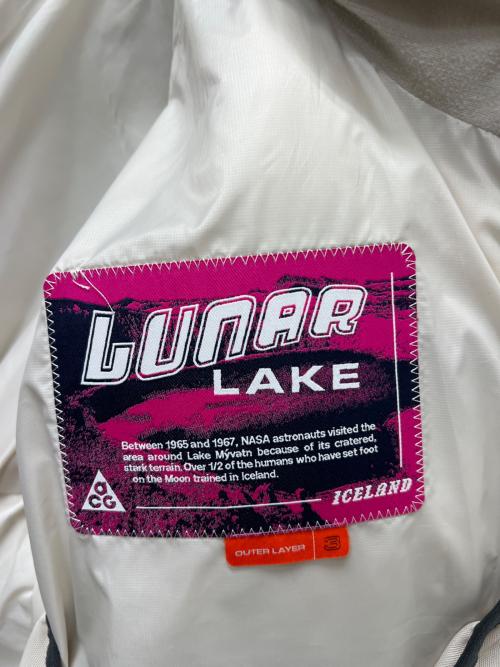 LUNAR
LAKE
Between 1965 and 1967, NASA astronauts visited the
area around Lake Mývatn because of its cratered,
stark terrain. Over 1/2 of the humans who have set foot
on the Moon trained in Iceland.
ACG
ICELAND
OUTER LAYER 3